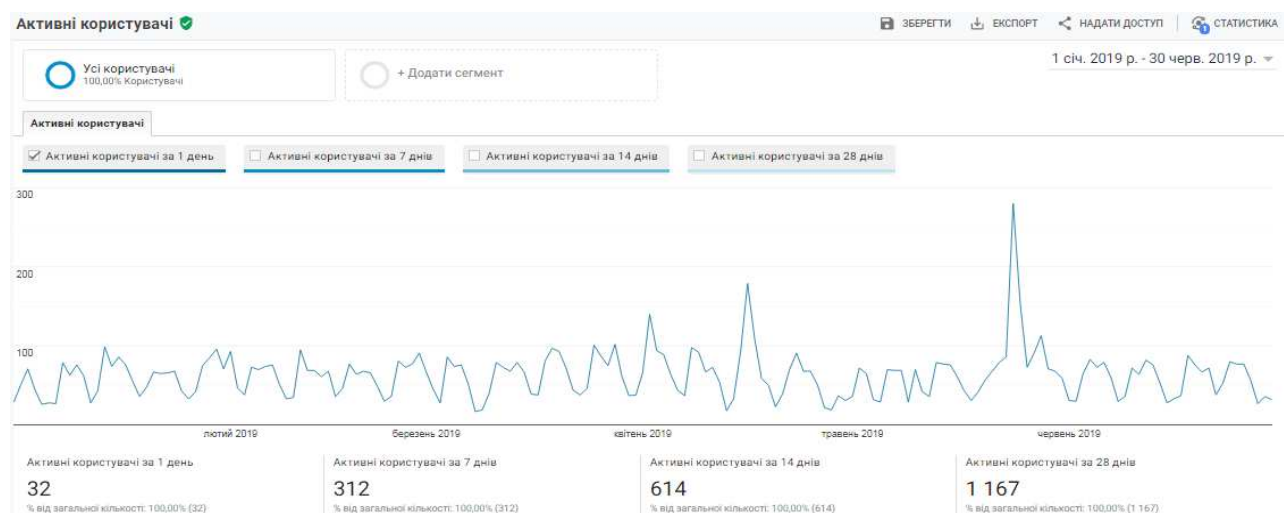 Активні користувачі
ЗБЕРЕГТИ ЕКСПОРТ НАДАТИ ДОСТУП 1 СТАТИСТИКА
Усі користувачі
100,00% Користувачі
+ Додати сегмент
1 січ. 2019 р. - 30 черв. 2019 р.
Активні користувачі
Активні користувачі за 1 день Активні користувачі за 7 днів Активні користувачі за 14 днів Активні користувачі за 28 днів
300
200
100
лютий 2019 березень 2019 квітень 2019 травень 2019 червень 2019
Активні користувачі за 1 день Активні користувачі за 7 днів Активні користувачі за 14 днів Активні користувачі за 28 днів
32 312 614 1 167
% від загальної кількості: 100,00% (32) % від загальної кількості: 100,00% (312) % від загальної кількості: 100,00% (614) % від загальної кількості: 100,00% (1 167)